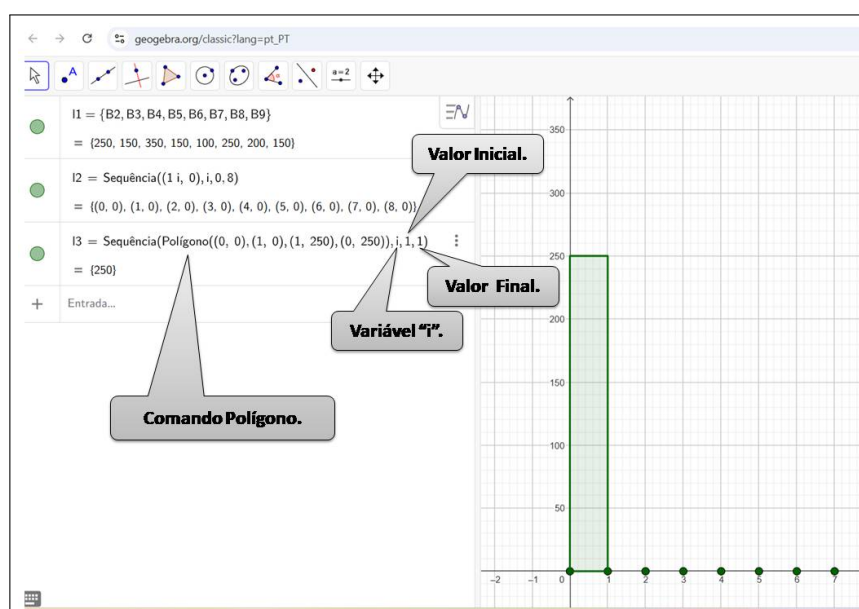 geogebra.org/classic?lang=pt_PT
A
a=2
l1 = {B2, B3, B4, B5, B6, B7, B8, B9}
= {250, 150, 350, 150, 100, 250, 200, 150}
l2 = Sequência((1 i, 0), i, 0, 8)
= {(0, 0), (1, 0), (2, 0), (3, 0), (4, 0), (5, 0), (6, 0), (7, 0), (8, 0)}
l3 = Sequência(Polígono((0, 0), (1, 0), (1, 250), (0, 250)), i, 1, 1)
= {250}
+ Entrada...
Valor Inicial.
Valor Final.
Variável “i”.
Comando Polígono.
350
300
250
200
150
100
50
-2 -1 0 1 2 3 4 5 6 7